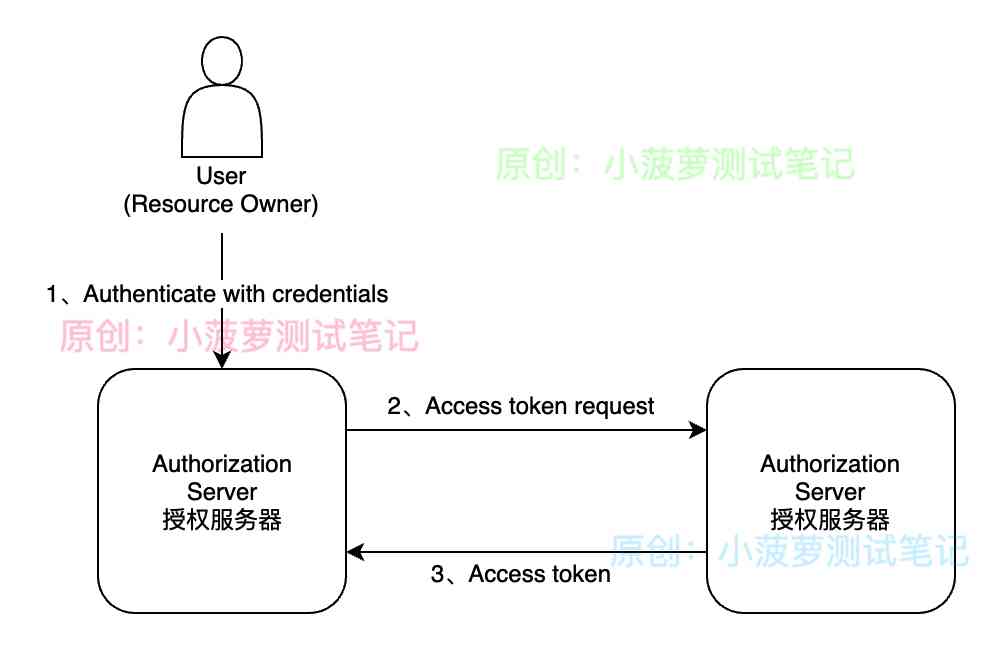 原创：小菠萝测试笔记
User
(Resource Owner)
1、Authenticate with credentials
原创：小菠萝测试笔记
2、Access token request
Authorization
Server
授权服务器
Authorization
Server
授权服务器
原创：小菠萝测试笔记
3、Access token